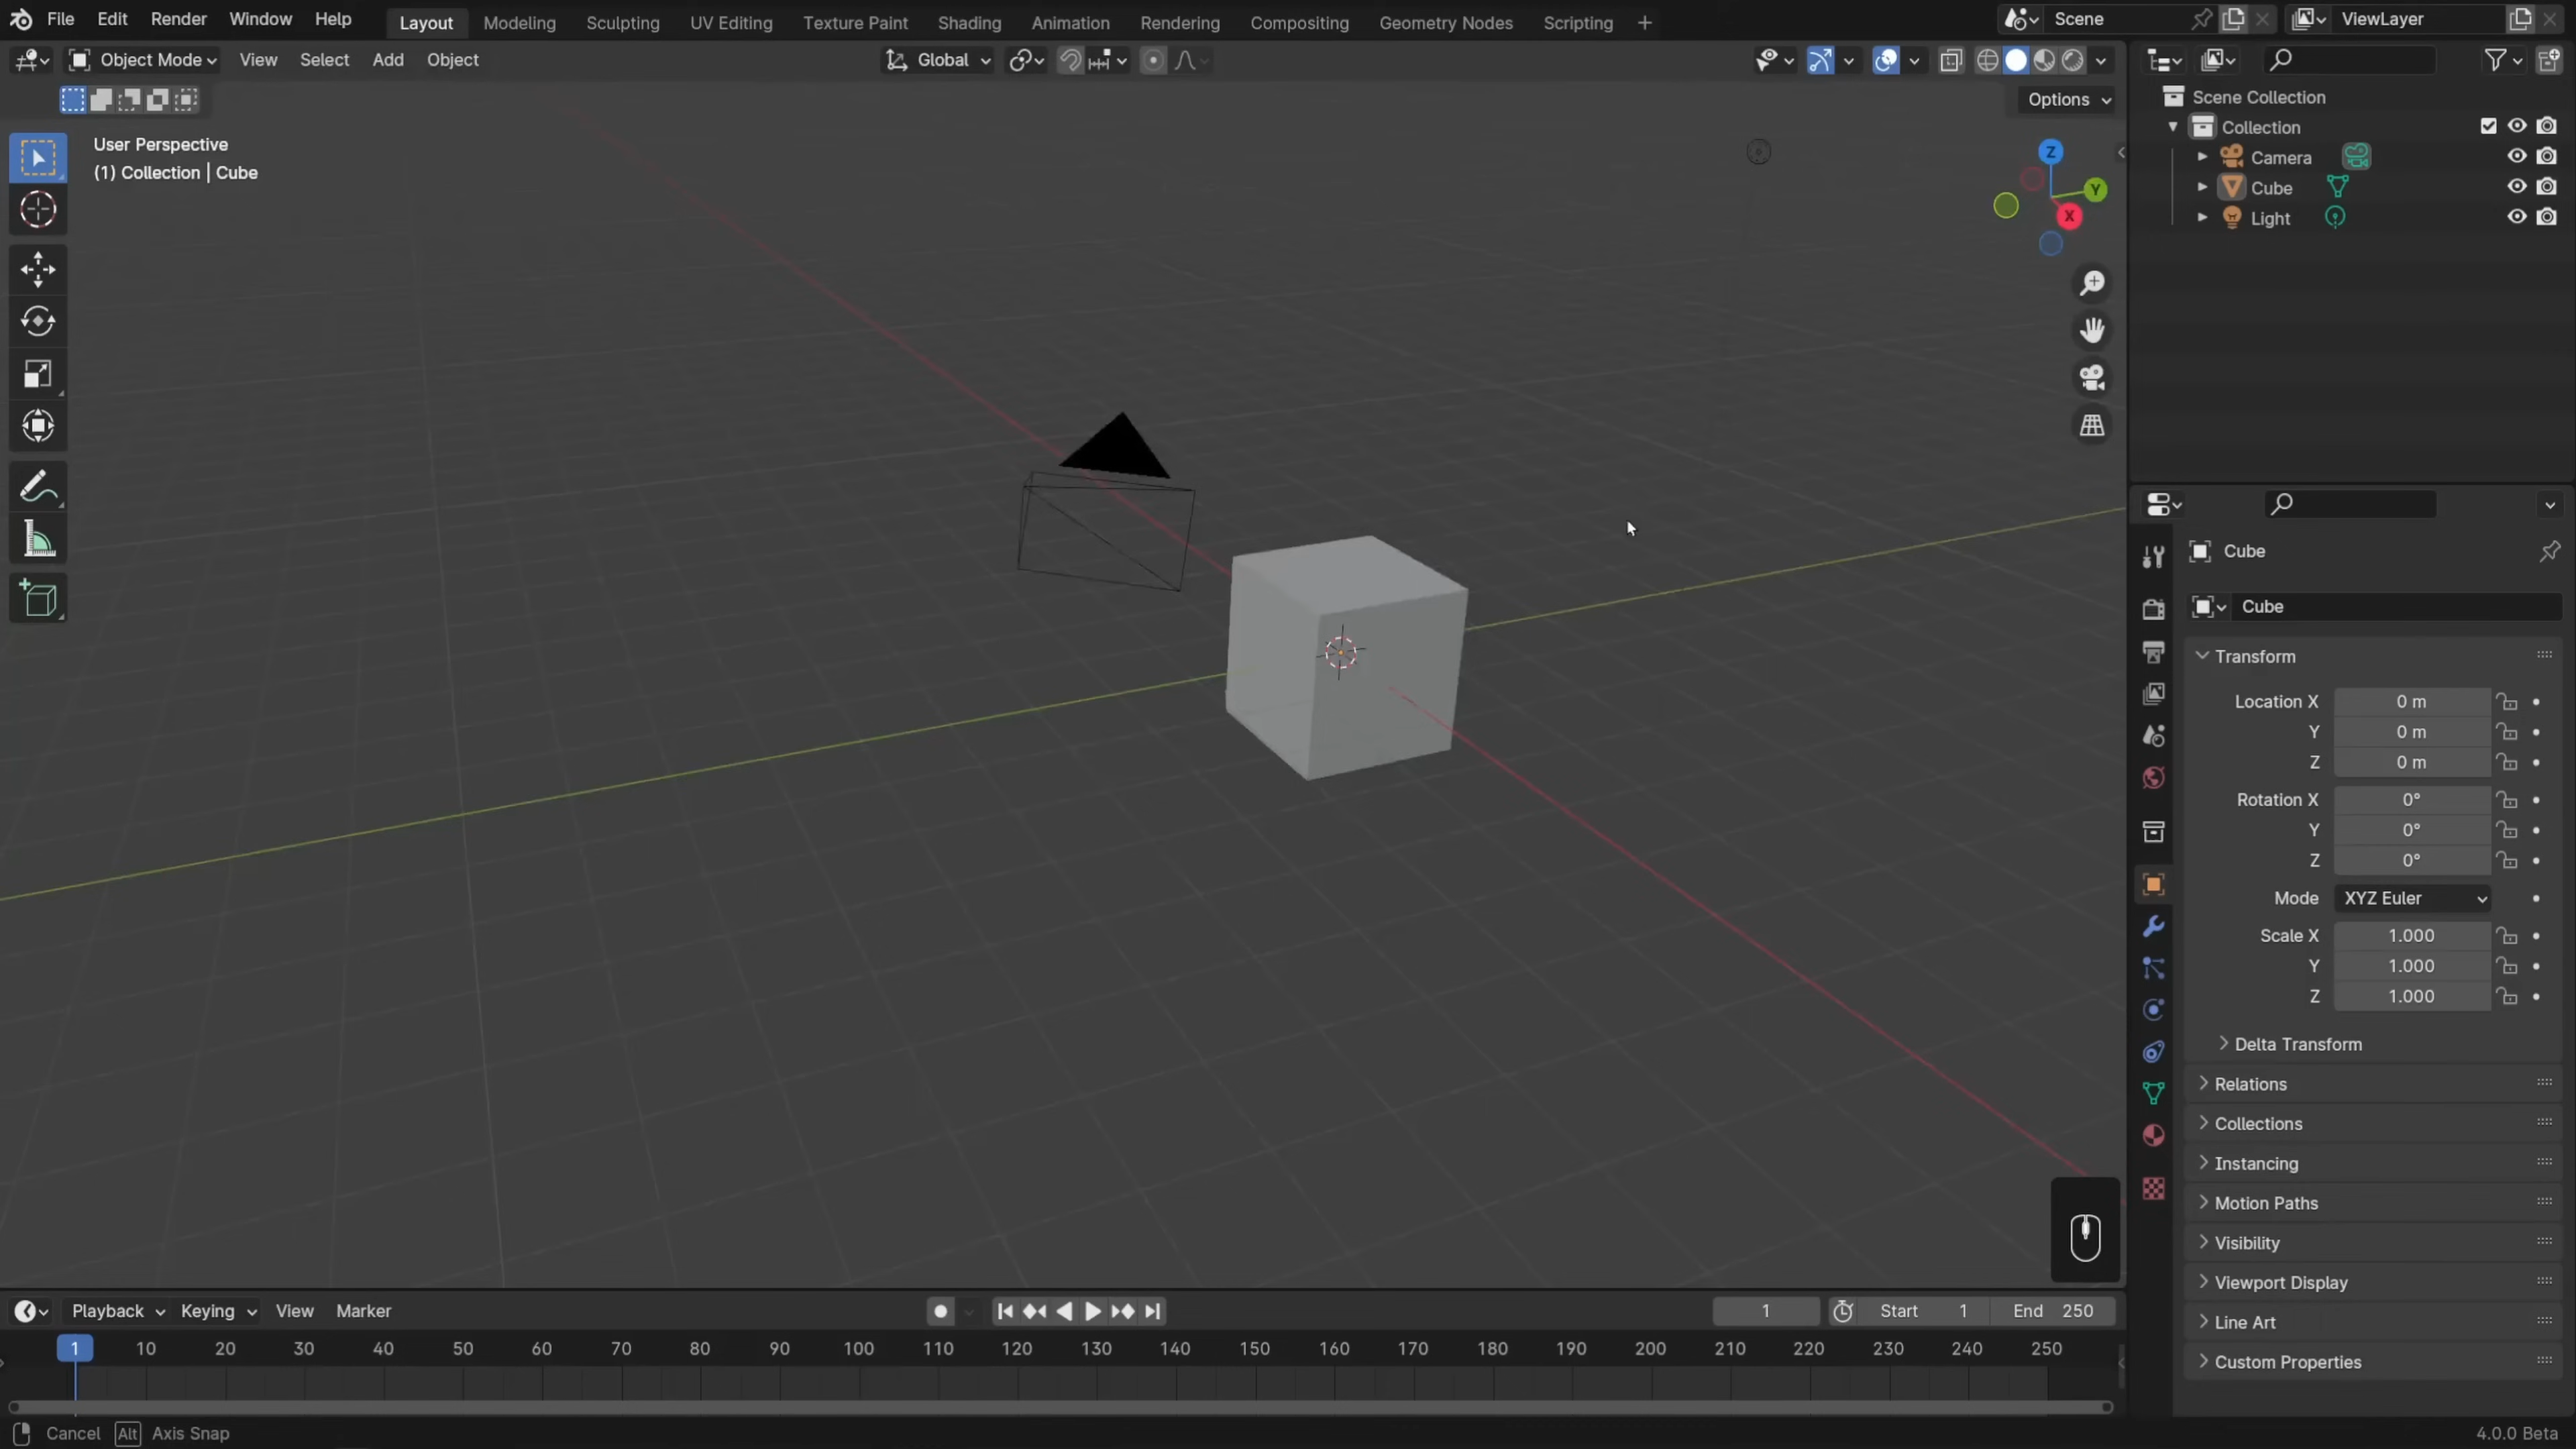 File Edit Render Window Help Layout Modeling Sculpting UV Editing Texture Paint Shading Animation Rendering Compositing Geometry Nodes Scripting + Scene ViewLayer
Object Mode View Select Add Object Global
Options
User Perspective
(1) Collection | Cube
Z
Y
X
Scene Collection
Collection
Camera
Cube
Light
Cube
Cube
Transform
Location X 0 m
Y 0 m
Z 0 m
Rotation X 0°
Y 0°
Z 0°
Mode XYZ Euler
Scale X 1.000
Y 1.000
Z 1.000
Delta Transform
Relations
Collections
Instancing
Motion Paths
Visibility
Viewport Display
Line Art
Custom Properties
Playback Keying View Marker 1 Start 1 End 250
1 10 20 30 40 50 60 70 80 90 100 110 120 130 140 150 160 170 180 190 200 210 220 230 240 250
Cancel Alt Axis Snap 4.0.0 Beta